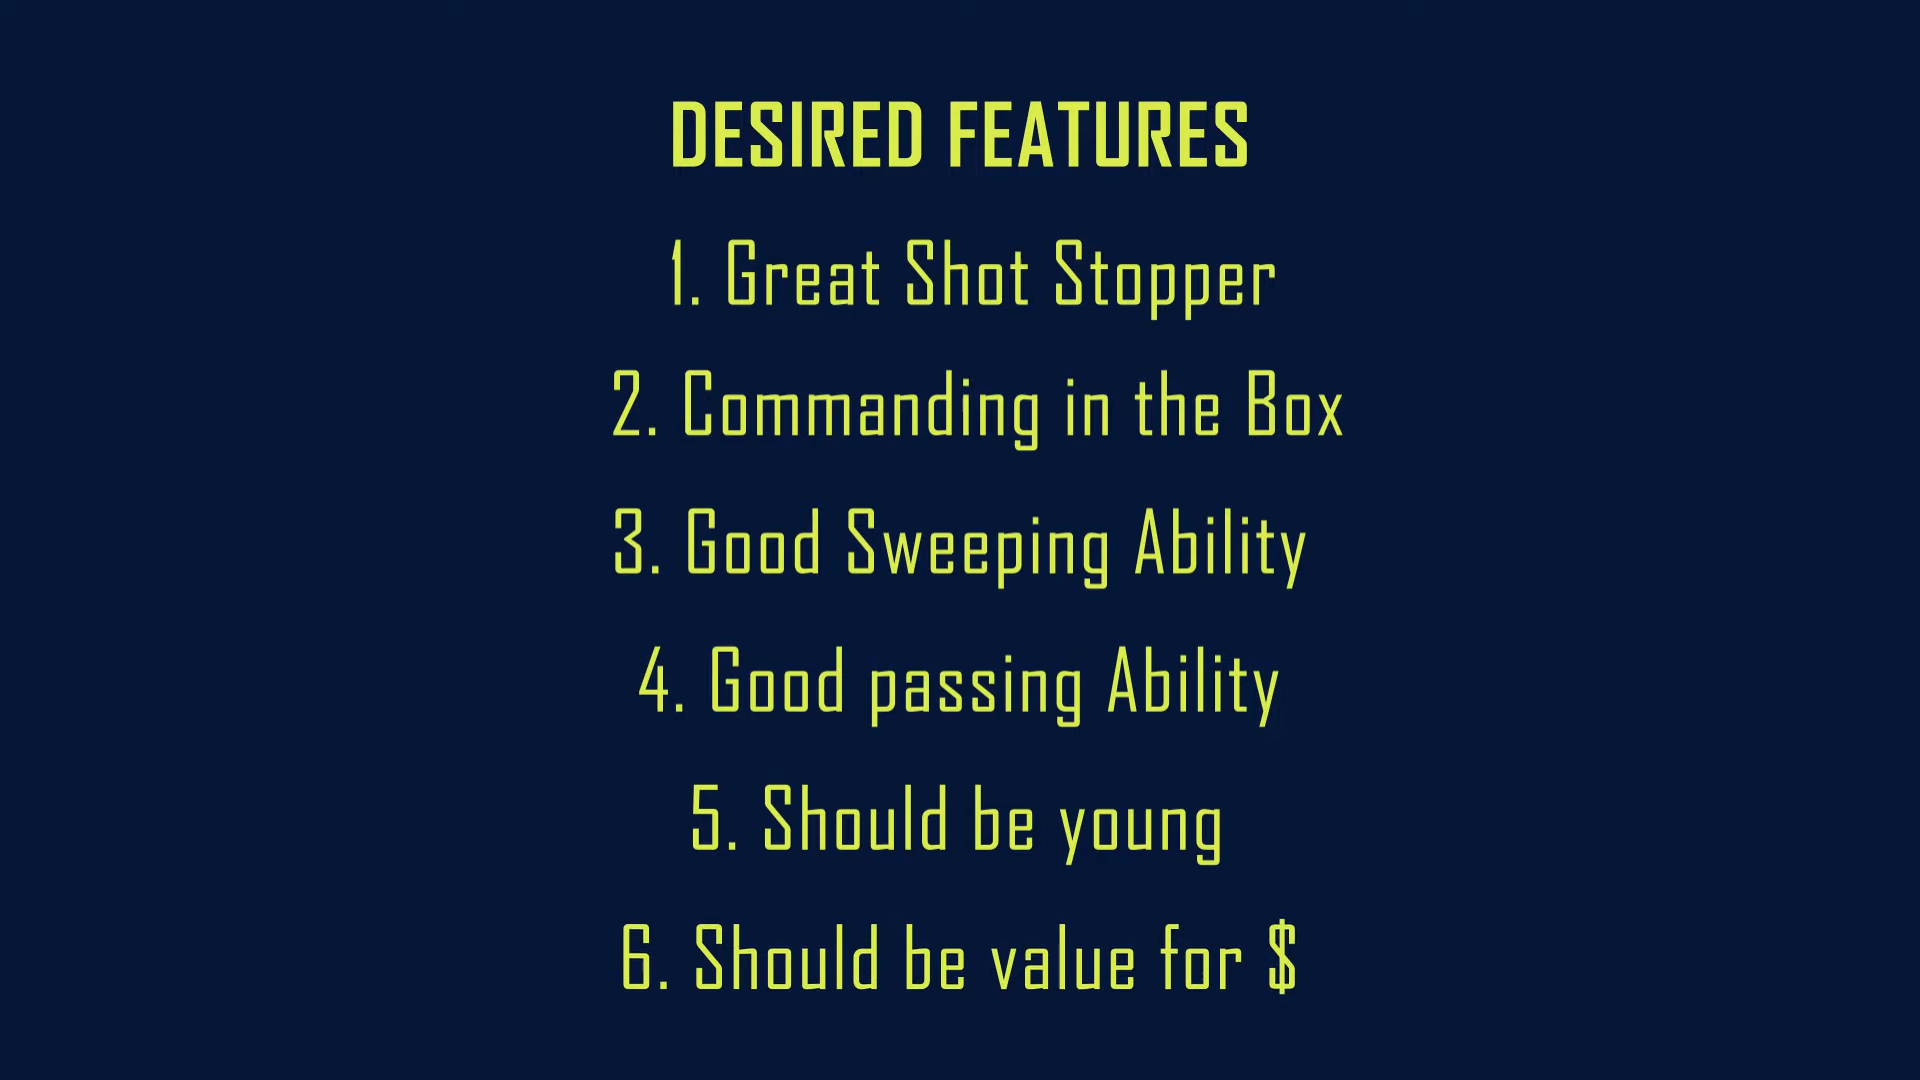 DESIRED FEATURES
1. Great Shot Stopper
2. Commanding in the Box
3. Good Sweeping Ability
4. Good passing Ability
5. Should be young
6. Should be value for $